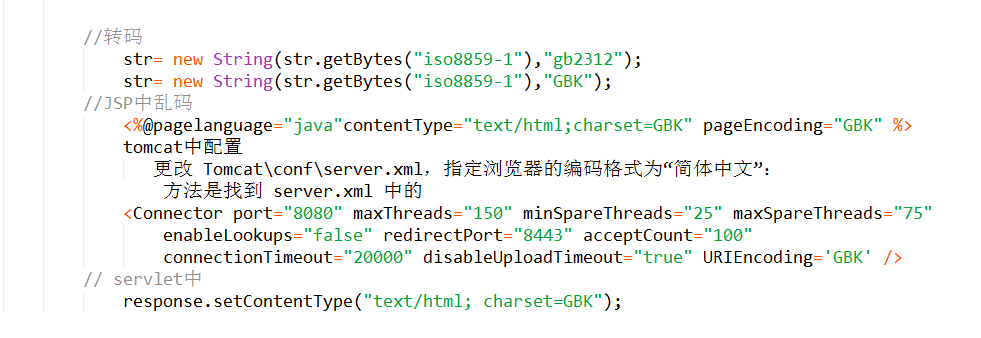 //转码
str= new String(str.getBytes("iso8859-1"),"gb2312");
str= new String(str.getBytes("iso8859-1"),"GBK");
//JSP中乱码
<%@pagelanguage="java"contentType="text/html;charset=GBK" pageEncoding="GBK" %>
tomcat中配置
更改 Tomcat\conf\server.xml，指定浏览器的编码格式为“简体中文”：
方法是找到 server.xml 中的
<Connector port="8080" maxThreads="150" minSpareThreads="25" maxSpareThreads="75"
enableLookups="false" redirectPort="8443" acceptCount="100"
connectionTimeout="20000" disableUploadTimeout="true" URIEncoding='GBK' />
// servlet中
response.setContentType("text/html; charset=GBK");